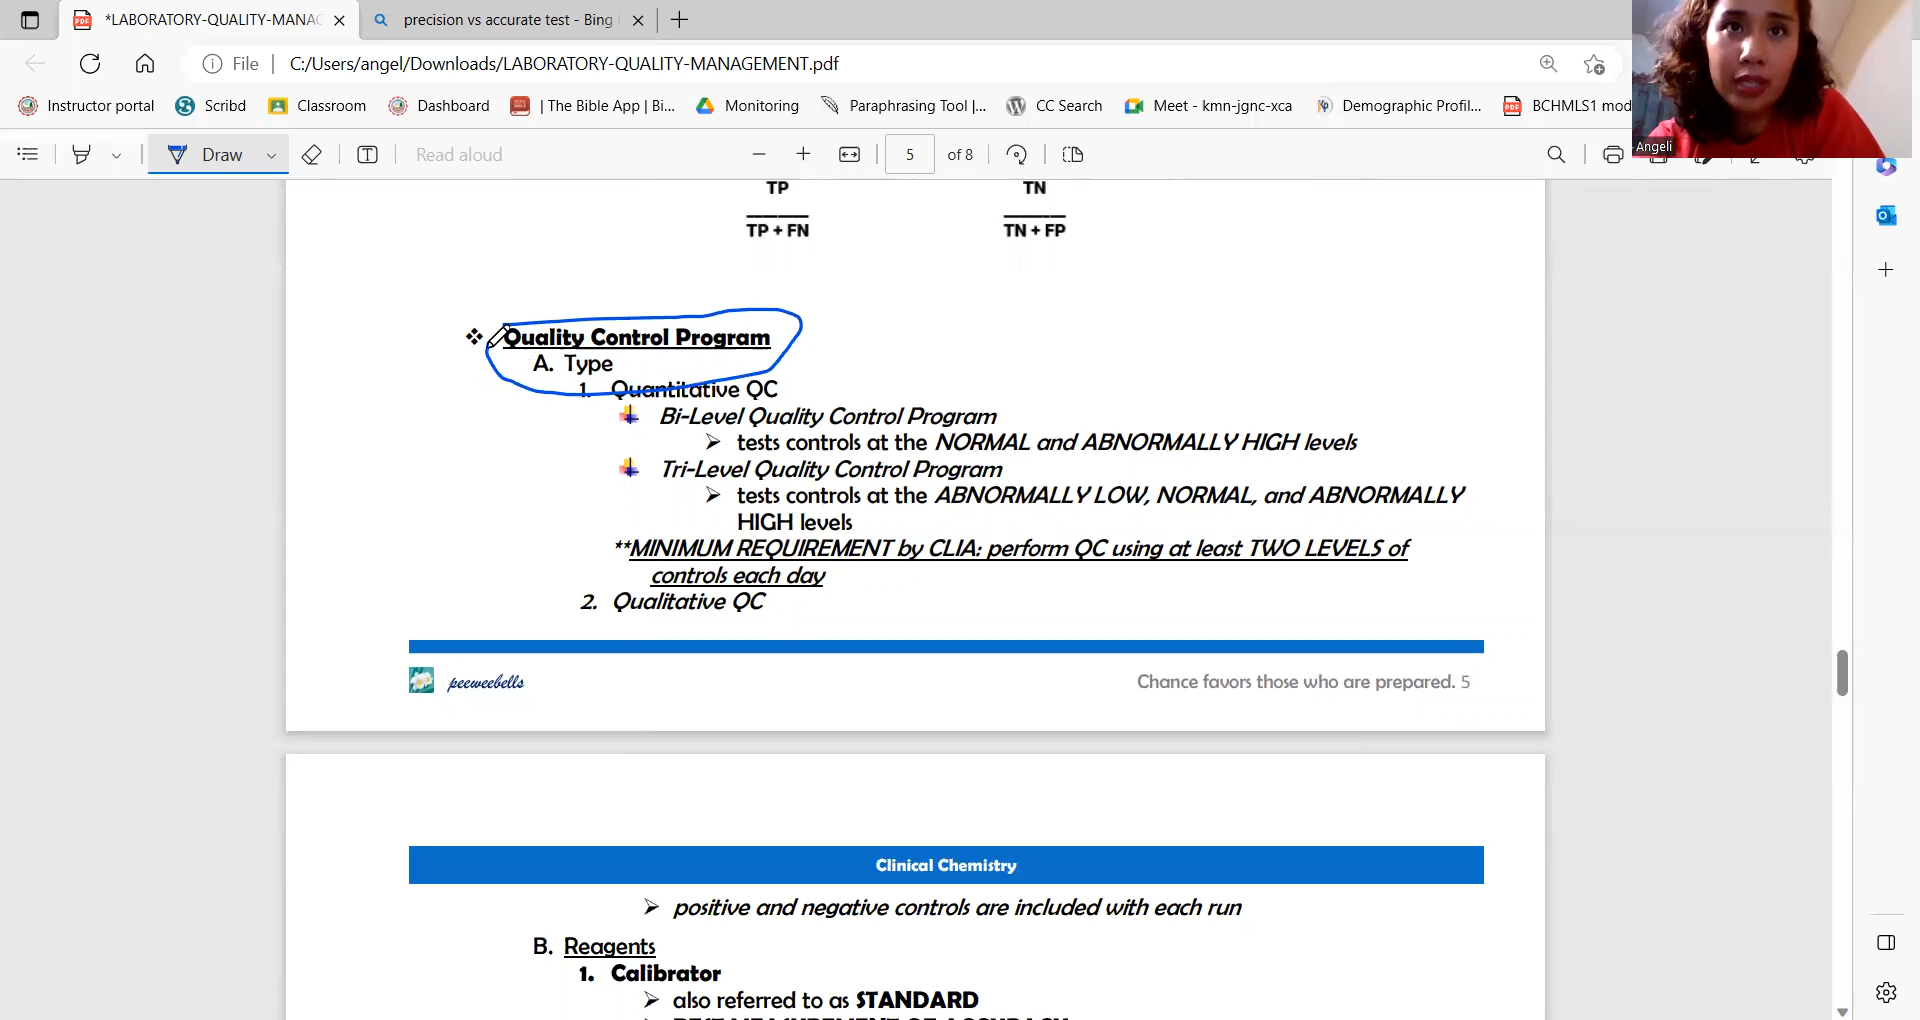 *LABORATORY-QUALITY-MANA
precision vs accurate test - Bing i
File
C:/Users/angel/Downloads/LABORATORY-QUALITY-MANAGEMENT.pdf
Instructor portal
Scribd
Classroom
Dashboard
| The Bible App | Bi...
Monitoring
Paraphrasing Tool |...
CC Search
Meet - kmn-jgnc-xca
Demographic Profil...
BCHMLS1 mod
Angeli
Draw
Read aloud
5 of 8
TP TN
TP + FN TN + FP
❖ Quality Control Program
A. Type
1. Quantitative QC
Bi-Level Quality Control Program
➢ tests controls at the NORMAL and ABNORMALLY HIGH levels
Tri-Level Quality Control Program
➢ tests controls at the ABNORMALLY LOW, NORMAL, and ABNORMALLY
HIGH levels
**MINIMUM REQUIREMENT by CLIA: perform QC using at least TWO LEVELS of
controls each day
2. Qualitative QC
peeweebells
Chance favors those who are prepared. 5
Clinical Chemistry
➢ positive and negative controls are included with each run
B. Reagents
1. Calibrator
➢ also referred to as STANDARD